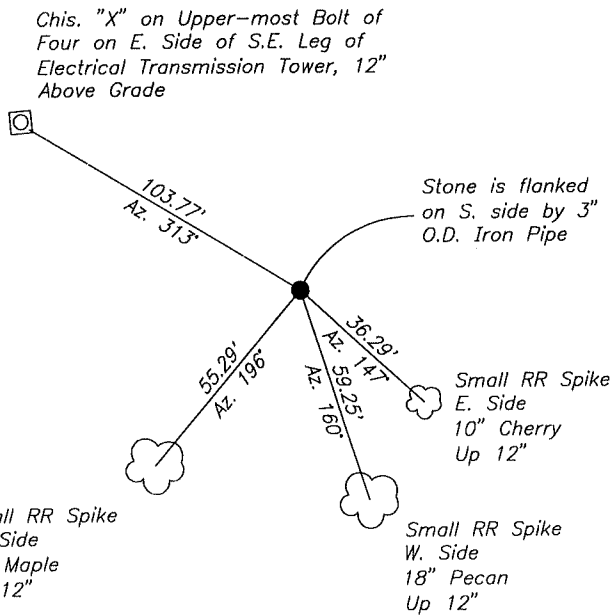 Chis. "X" on Upper-most Bolt of
Four on E. Side of S.E. Leg of
Electrical Transmission Tower, 12"
Above Grade
103.77'
Az. 313°
Stone is flanked
on S. side by 3"
O.D. Iron Pipe
55.29'
Az. 196°
59.25'
Az. 160°
36.29'
Az. 147°
Small RR Spike
E. Side
10" Cherry
Up 12"
Small RR Spike
W. Side
18" Pecan
Up 12"
RR Spike
Side
Maple
12"